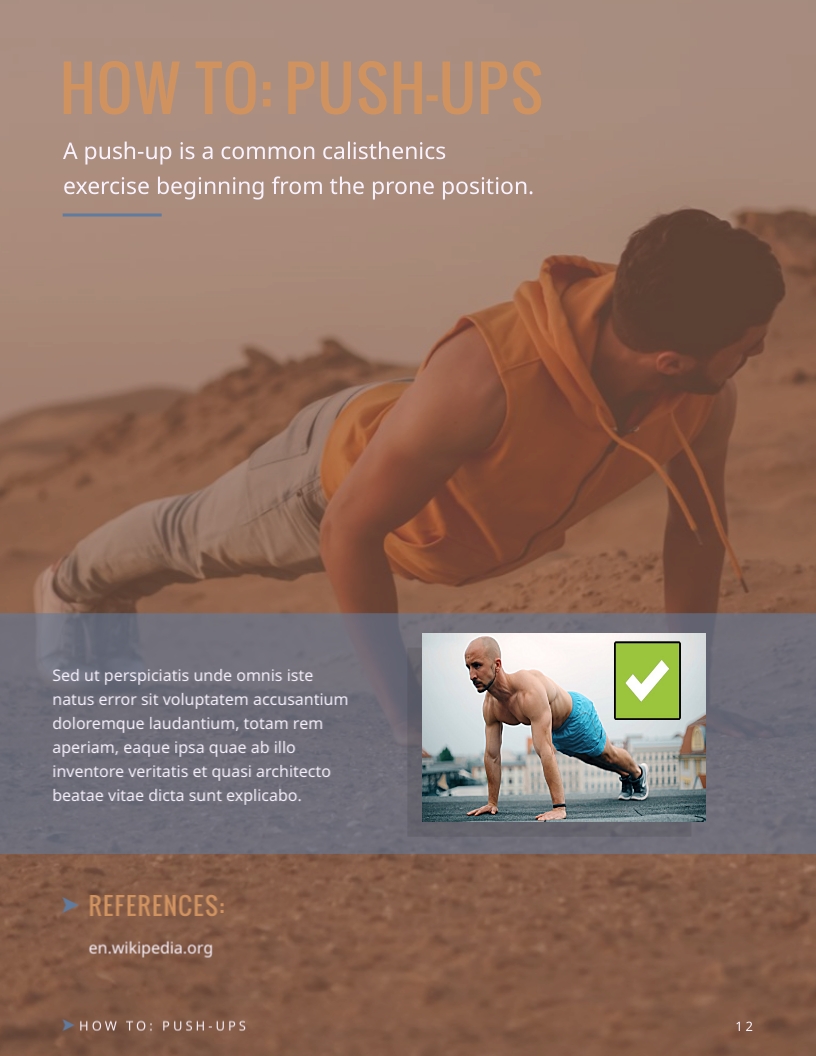 HOW TO: PUSH-UPS
A push-up is a common calisthenics
exercise beginning from the prone position.
Sed ut perspiciatis unde omnis iste
natus error sit voluptatem accusantium
doloremque laudantium, totam rem
aperiam, eaque ipsa quae ab illo
inventore veritatis et quasi architecto
beatae vitae dicta sunt explicabo.
REFERENCES:
en.wikipedia.org
HOW TO: PUSH-UPS
12